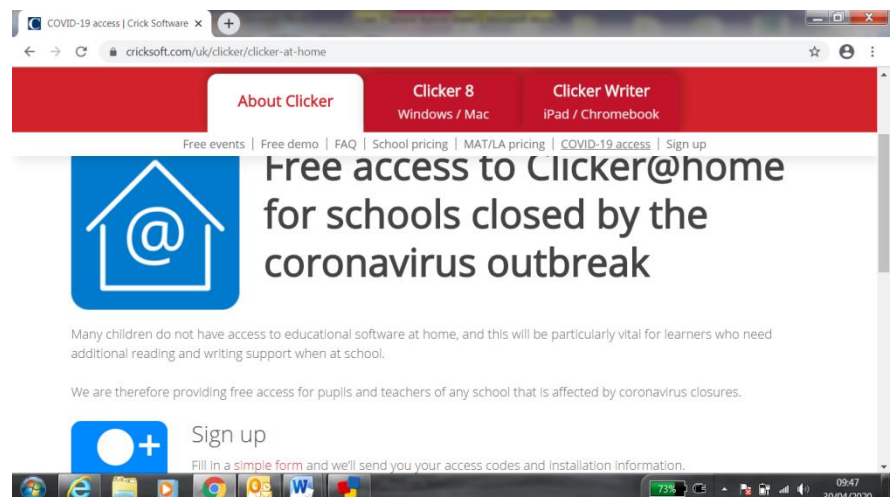 COVID-19 access | Crick Software
cricksoft.com/uk/clicker/clicker-at-home
About Clicker
Clicker 8
Windows / Mac
Clicker Writer
iPad / Chromebook
Free events | Free demo | FAQ | School pricing | MAT/LA pricing | COVID-19 access | Sign up
Free access to Clicker@home
for schools closed by the
coronavirus outbreak
@
Many children do not have access to educational software at home, and this will be particularly vital for learners who need
additional reading and writing support when at school.
We are therefore providing free access for pupils and teachers of any school that is affected by coronavirus closures.
Sign up
Fill in a simple form and we'll send you your access codes and installation information.
73%
09:47
30/04/2020